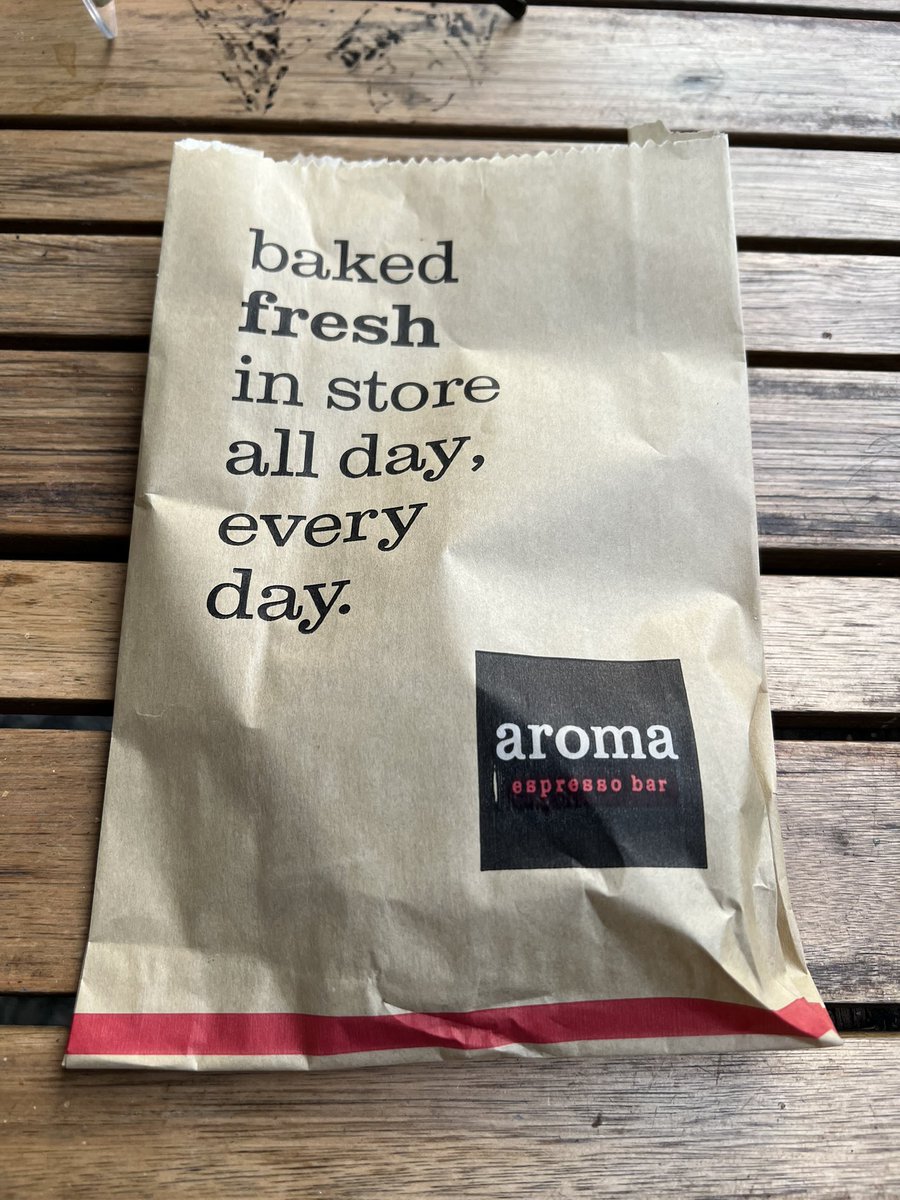 baked
fresh
in store
all day,
every
day.
aroma
espresso bar